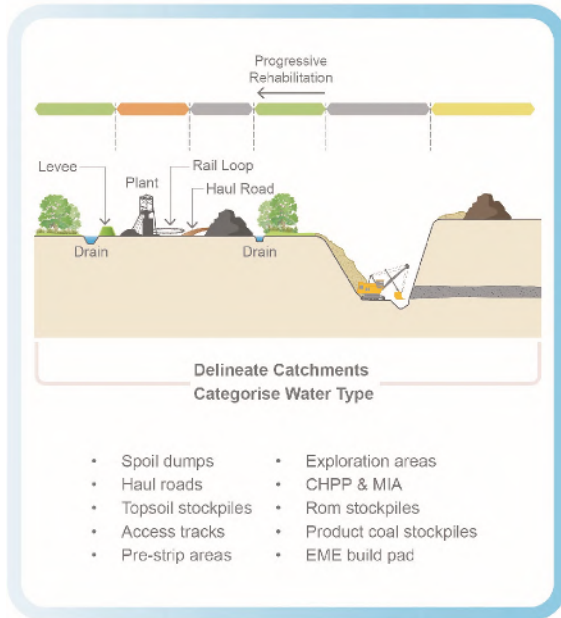 Progressive
Rehabilitation
Levee
Rail Loop
Plant
Haul Road
Drain
Drain
Delineate Catchments
Categorise Water Type
• Spoil dumps
• Haul roads
• Topsoil stockpiles
• Access tracks
• Pre-strip areas
• Exploration areas
• CHPP & MIA
• Rom stockpiles
• Product coal stockpiles
• EME build pad